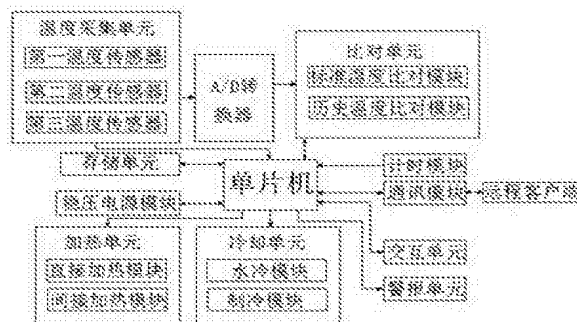 温度采集单元
第一温度传感器
第二温度传感器
第三温度传感器
A/D转
换器
比对单元
标准温度比对模块
历史温度比对模块
存储单元
稳压电源模块
单片机
计时模块
通讯模块
远程客户端
加热单元
直接加热模块
间接加热模块
冷却单元
水冷模块
制冷模块
交互单元
警报单元